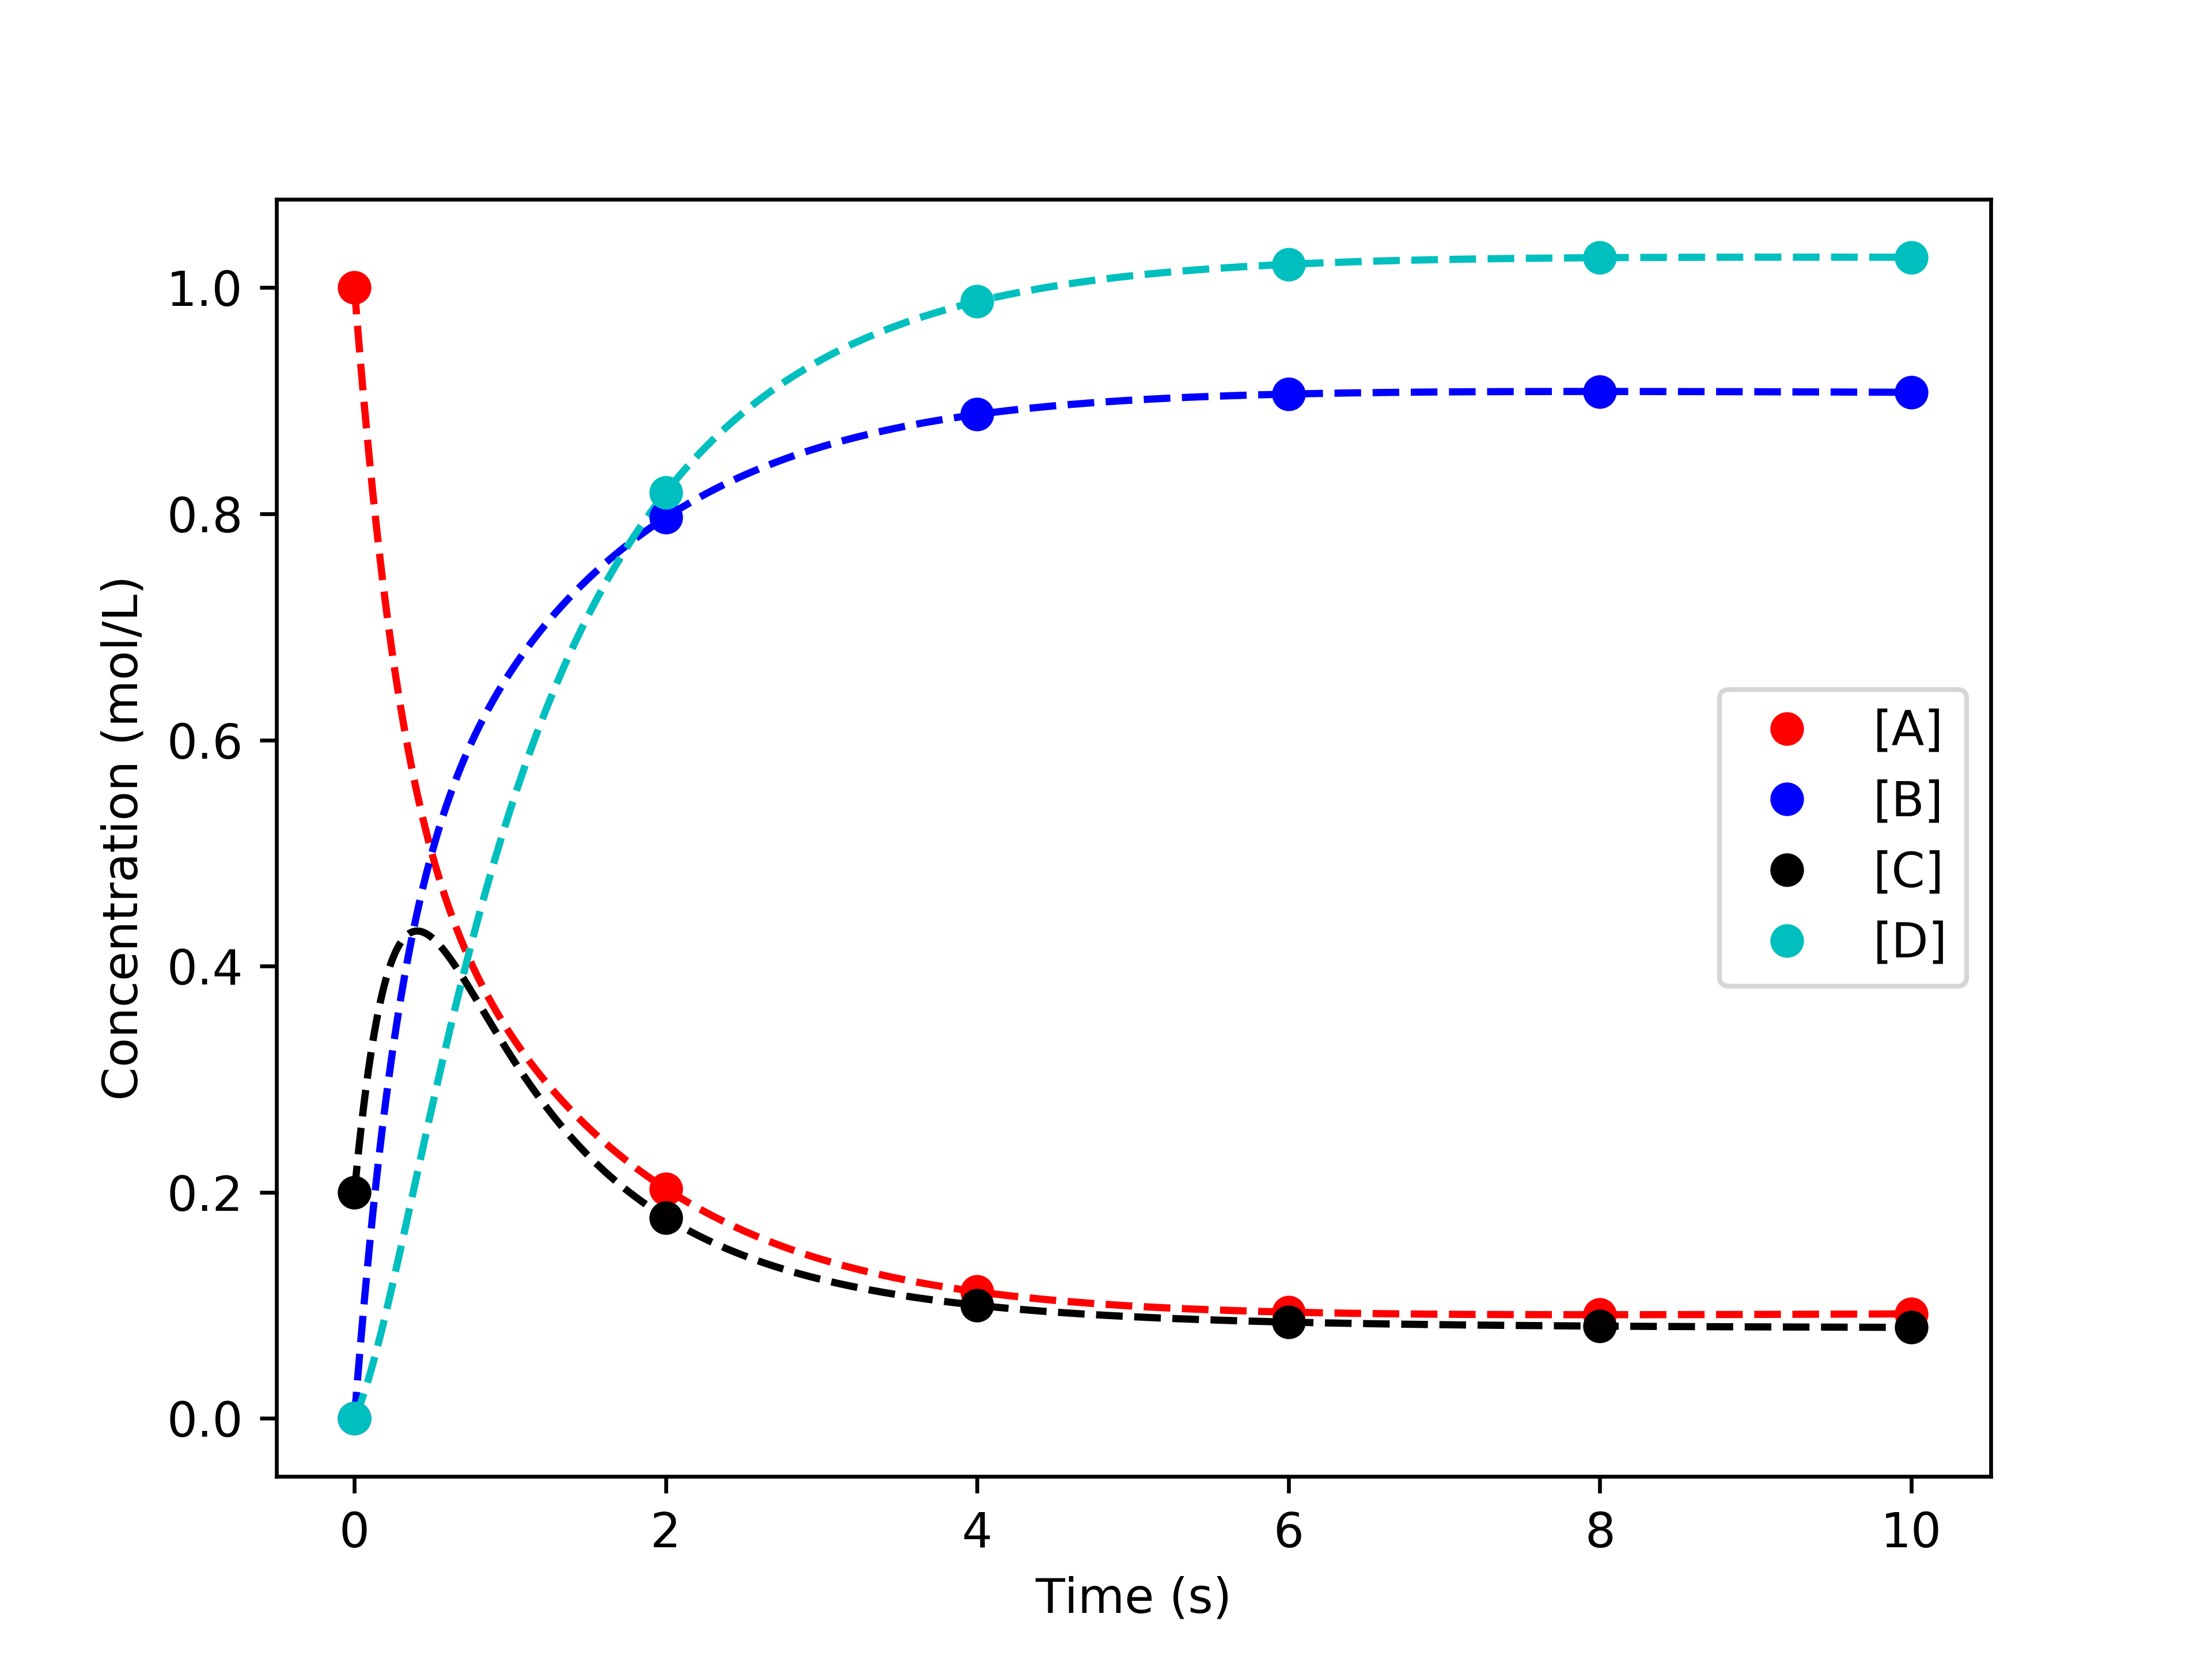 1.0
0.8
0.6
0.4
0.2
0.0
Concentration (mol/L)
[A]
[B]
[C]
[D]
0 2 4 6 8 10
Time (s)